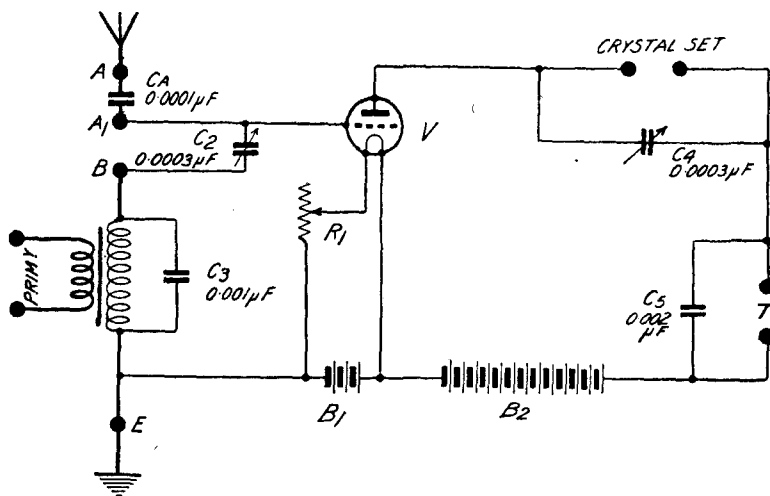 CRYSTAL SET
A
CA
0.0001μF
A1
C2
0.0003μF
V
C4
0.0003μF
B
R1
PRIMY
C3
0.001μF
C5
0.002
μF
T
B1
B2
E